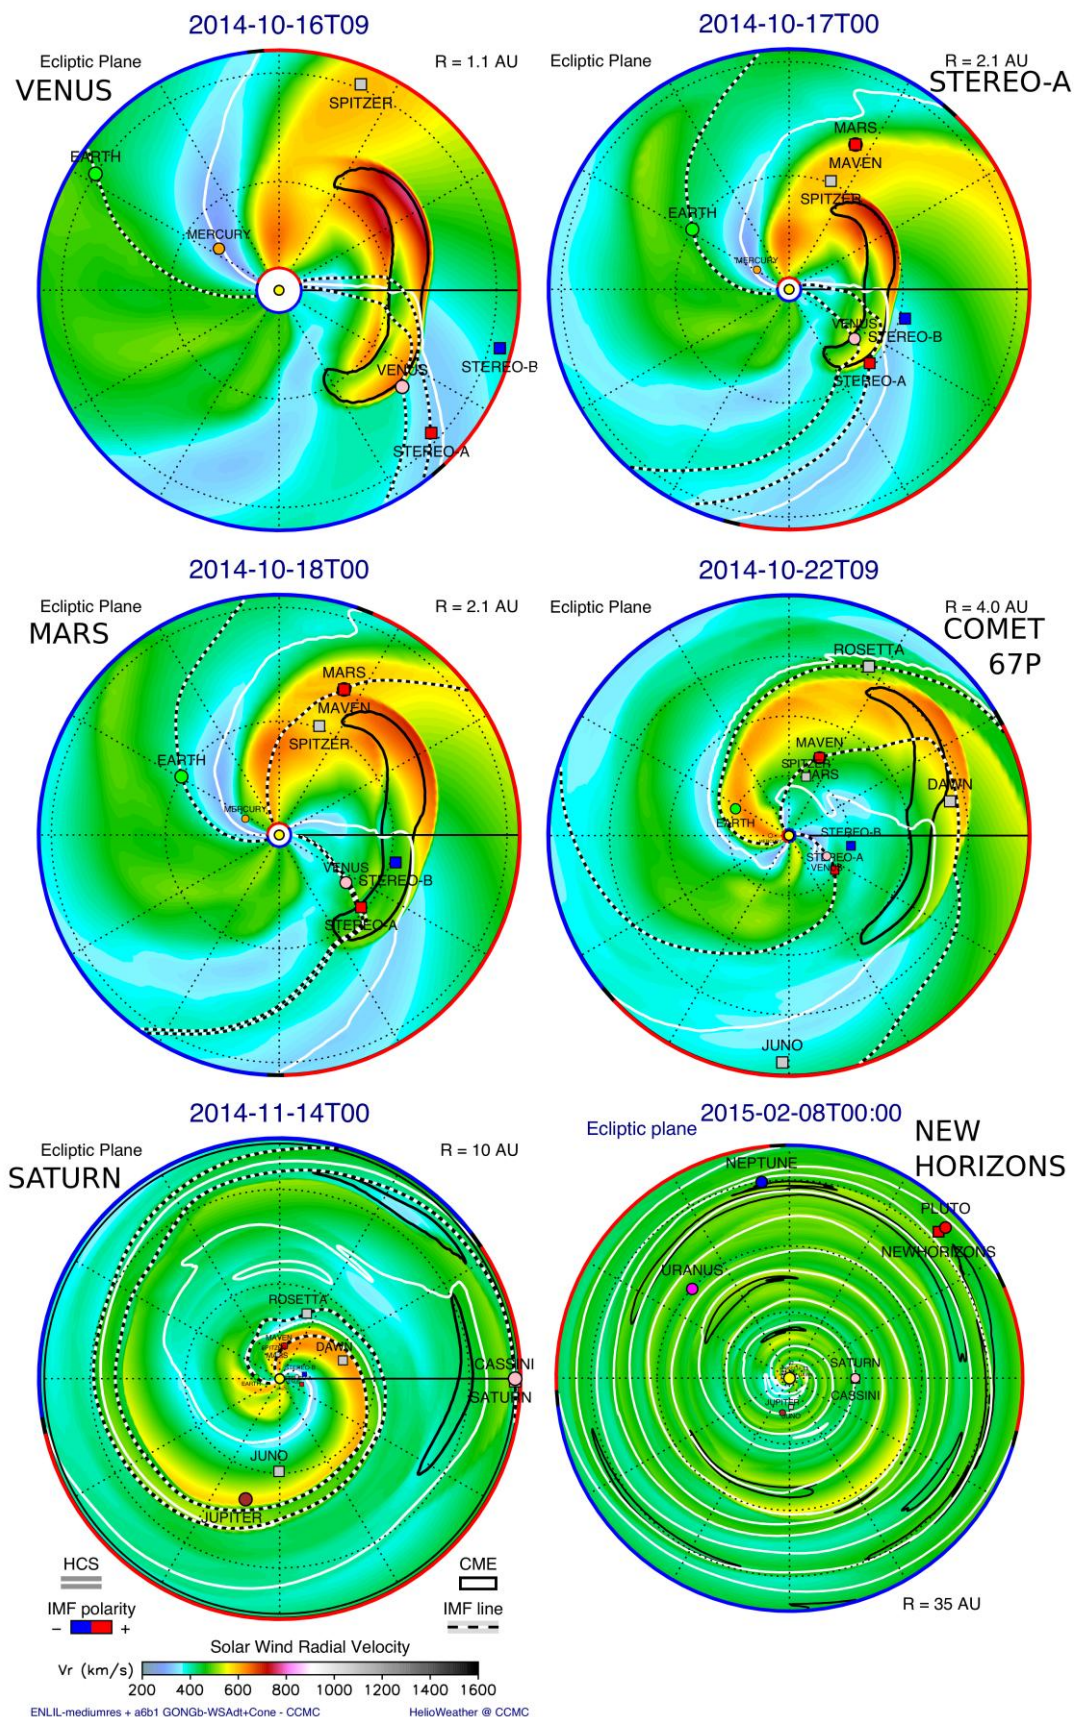 2014-10-16T09
Ecliptic Plane
R = 1.1 AU
VENUS
SPITZER
EARTH
MERCURY
VENUS
STEREO-B
STEREO-A
2014-10-17T00
Ecliptic Plane
R = 2.1 AU
STEREO-A
MARS
MAVEN
SPITZER
EARTH
MERCURY
VENUS
STEREO-B
STEREO-A
2014-10-18T00
Ecliptic Plane
R = 2.1 AU
MARS
MARS
MAVEN
SPITZER
EARTH
MERCURY
VENUS
STEREO-B
STEREO-A
2014-10-22T09
Ecliptic Plane
R = 4.0 AU
COMET
67P
ROSETTA
MAVEN
SPITZER
MARS
DAWN
EARTH
STEREO-B
STEREO-A
VENUS
JUNO
2014-11-14T00
Ecliptic Plane
R = 10 AU
SATURN
ROSETTA
MAVEN
SPITZER
MARS
DAWN
STEREO-B
EARTH
CASSINI
SATURN
JUNO
JUPITER
2015-02-08T00:00
Ecliptic plane
NEW
HORIZONS
NEPTUNE
PLUTO
NEWHORIZONS
URANUS
SATURN
CASSINI
JUPITER
JUNO
R = 35 AU
HCS
CME
IMF polarity
− +
IMF line
Solar Wind Radial Velocity
Vr (km/s)
200 400 600 800 1000 1200 1400 1600
ENLIL-mediumres + a6b1 GONGb-WSAdt+Cone - CCMC
HelioWeather @ CCMC